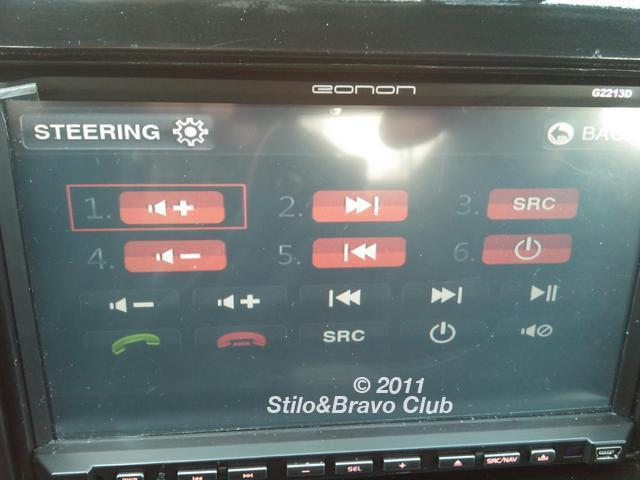 eonon
G2213D
STEERING
BAC
1.
2.
3. SRC
4.
5.
6.
SRC
© 2011
Stilo&Bravo Club
SEL
SRC/NAV